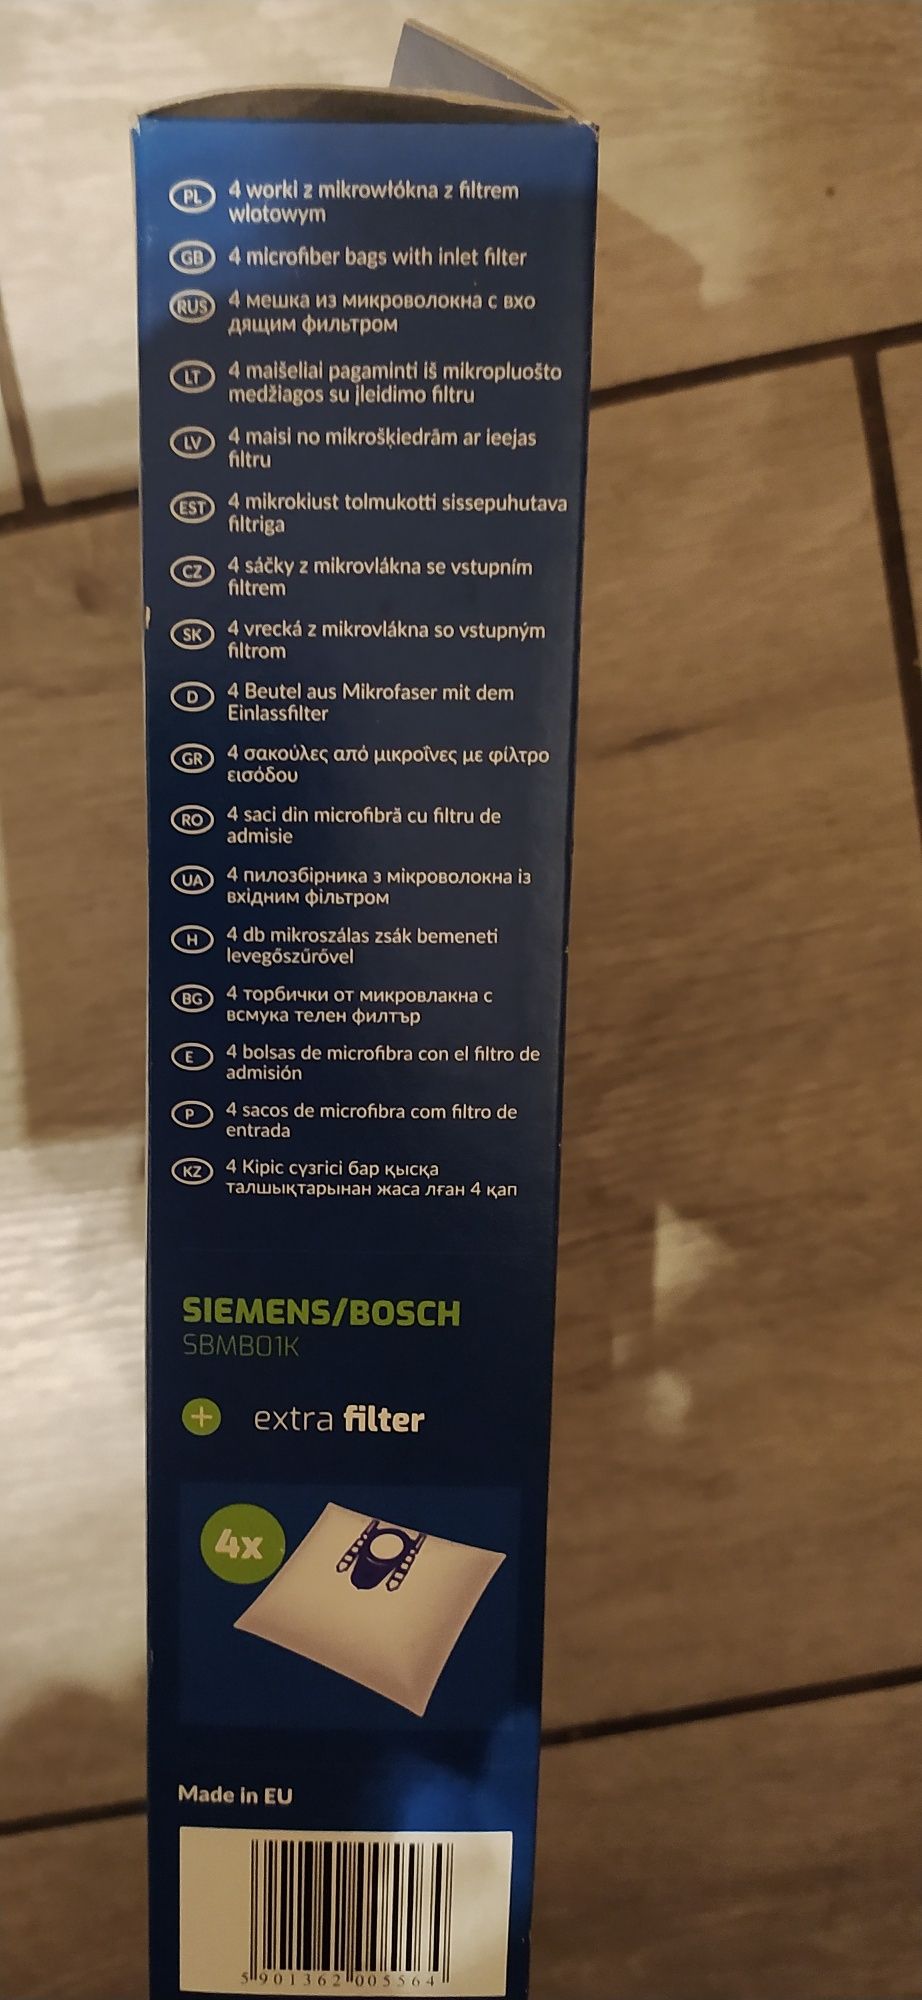 PL 4 worki z mikrowłókna z filtrem
wlotowym
GB 4 microfiber bags with inlet filter
RUS 4 мешка из микроволокна с вхо
дящим фильтром
LT 4 maišeliai pagaminti iš mikropluošto
medžiagos su įleidimo filtru
LV 4 maisi no mikrošķiedrām ar ieejas
filtru
EST 4 mikrokiust tolmukotti sissepuhutava
filtriga
CZ 4 sáčky z mikrovlákna se vstupním
filtrem
SK 4 vrecká z mikrovlákna so vstupným
filtrom
D 4 Beutel aus Mikrofaser mit dem
Einlassfilter
GR 4 σακούλες από μικροΐνες με φίλτρο
εισόδου
RO 4 saci din microfibră cu filtru de
admisie
UA 4 пилозбірника з мікроволокна із
вхідним фільтром
H 4 db mikroszálas zsák bemeneti
levegőszűrővel
BG 4 торбички от микровлакна с
всмука телен филтър
E 4 bolsas de microfibra con el filtro de
admisión
P 4 sacos de microfibra com filtro de
entrada
KZ 4 Кіріс сүзгісі бар қысқа
талшықтарынан жаса лған 4 қап
SIEMENS/BOSCH
SBMB01K
+ extra filter
4x
Made in EU
5 901362 005564